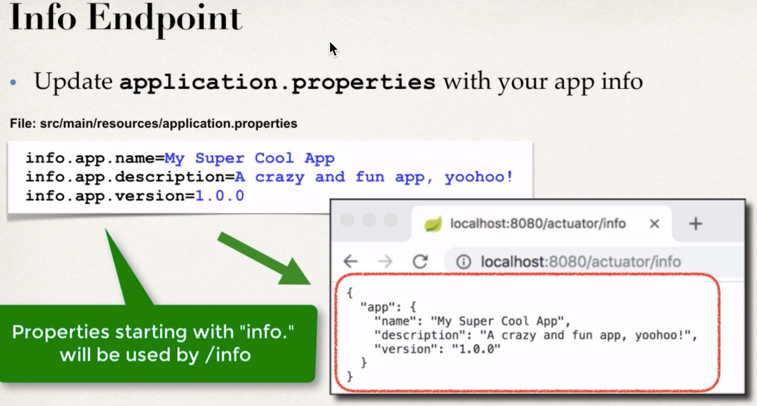 Info Endpoint
• Update application.properties with your app info
File: src/main/resources/application.properties
info.app.name=My Super Cool App
info.app.description=A crazy and fun app, yoohoo!
info.app.version=1.0.0
localhost:8080/actuator/info
localhost:8080/actuator/info
{
"app": {
"name": "My Super Cool App",
"description": "A crazy and fun app, yoohoo!",
"version": "1.0.0"
}
}
Properties starting with "info."
will be used by /info